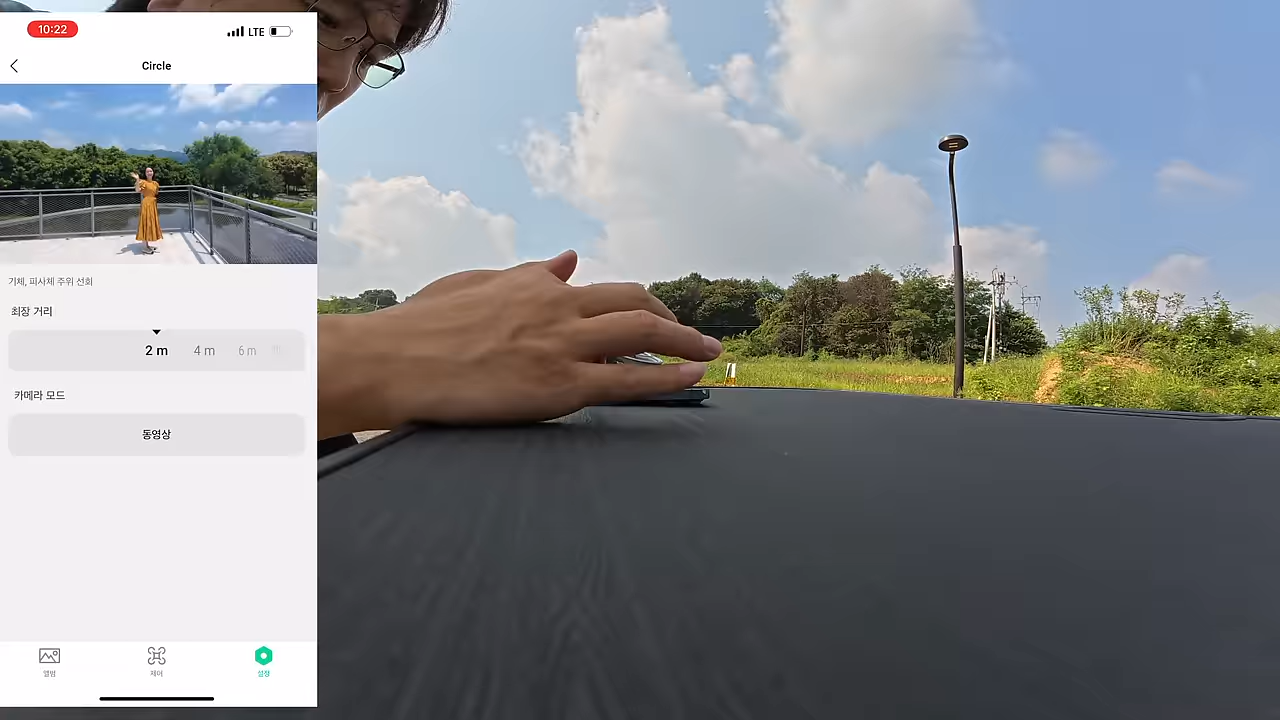 10:22
LTE
Circle
기체, 피사체 주위 선회
최장 거리
2 m 4 m 6 m
카메라 모드
동영상
앨범 제어 설정